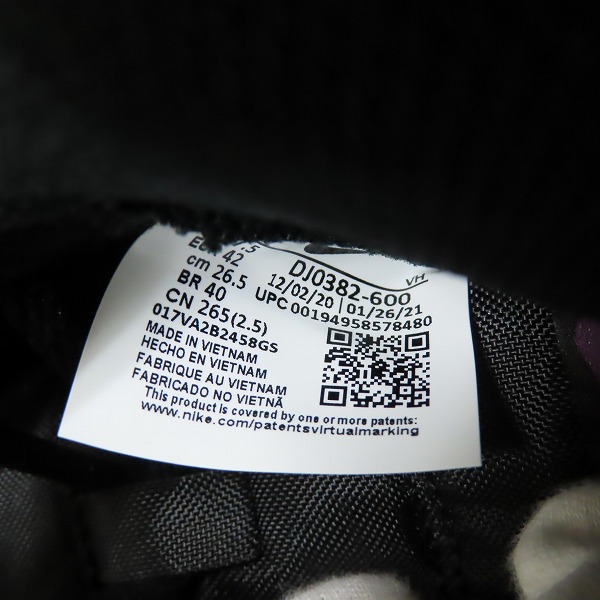 EUR 42
cm 26.5
BR 40
CN 265(2.5)
017VA2B2458GS
MADE IN VIETNAM
HECHO EN VIETNAM
FABRIQUE AU VIETNAM
FABRICADO NO VIETNÃ
This product is covered by one or more patents:
www.nike.com/patentsvirtualmarking
VH
DJ0382-600
12/02/20 01/26/21
UPC 00194958578480